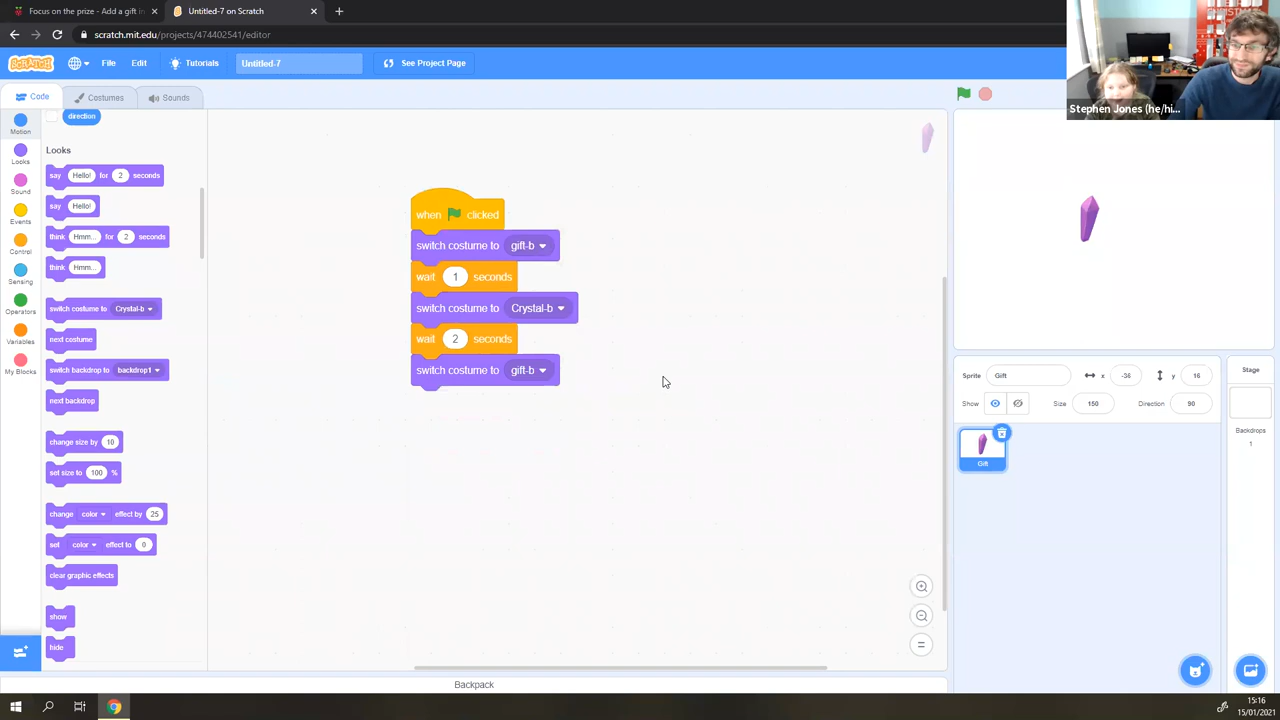 Focus on the prize - Add a gift in
Untitled-7 on Scratch
scratch.mit.edu/projects/474402541/editor
SCRATCH
File
Edit
Tutorials
Untitled-7
See Project Page
Code
Costumes
Sounds
Stephen Jones (he/hi...
Motion
Looks
Sound
Events
Control
Sensing
Operators
Variables
My Blocks
direction
Looks
say Hello! for 2 seconds
say Hello!
think Hmm... for 2 seconds
think Hmm...
switch costume to Crystal-b
next costume
switch backdrop to backdrop1
next backdrop
change size by 10
set size to 100 %
change color effect by 25
set color effect to 0
clear graphic effects
show
hide
when clicked
switch costume to gift-b
wait 1 seconds
switch costume to Crystal-b
wait 2 seconds
switch costume to gift-b
Sprite Gift x -36 y 16
Show Size 150 Direction 90
Gift
Stage
Backdrops
1
Backpack
15:16
15/01/2021